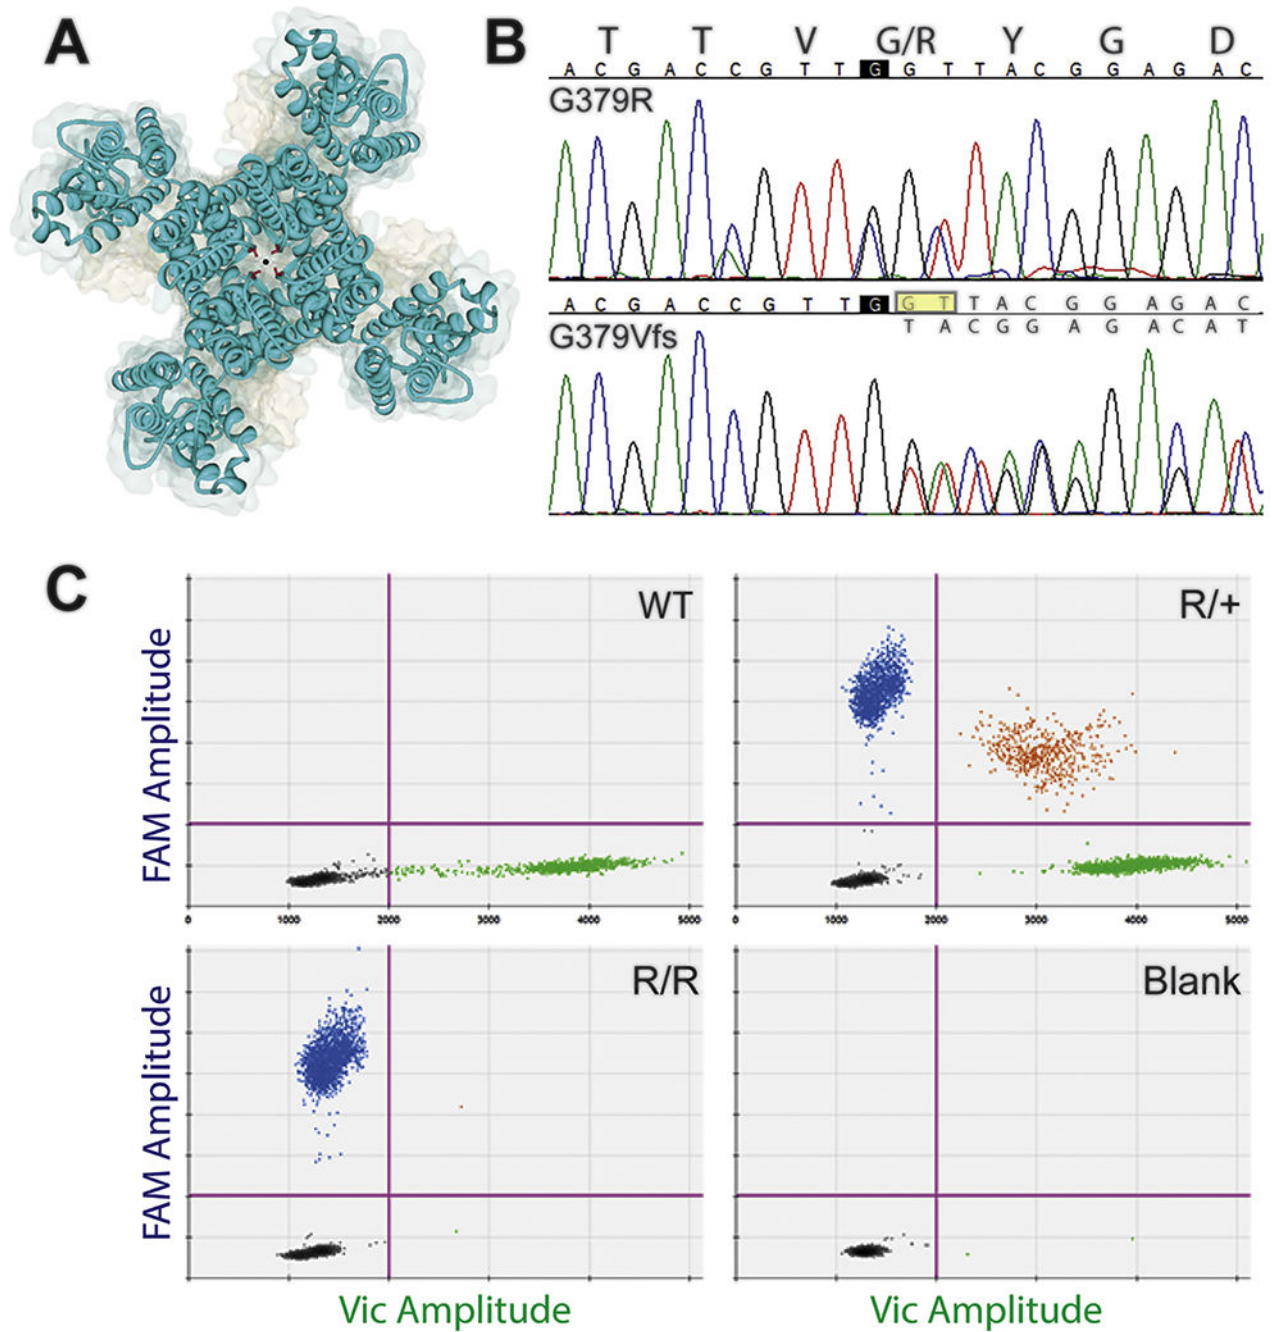 A
B
T T V G/R Y G D
A C G A C C G T T G G T T A C G G A G A C
G379R
A C G A C C G T T G G T T A C G G A G A C
T A C G G A G A C A T
G379Vfs
C
WT
R/+
FAM Amplitude
0 1000 2000 3000 4000 5000
0 1000 2000 3000 4000 5000
R/R
Blank
FAM Amplitude
Vic Amplitude
Vic Amplitude